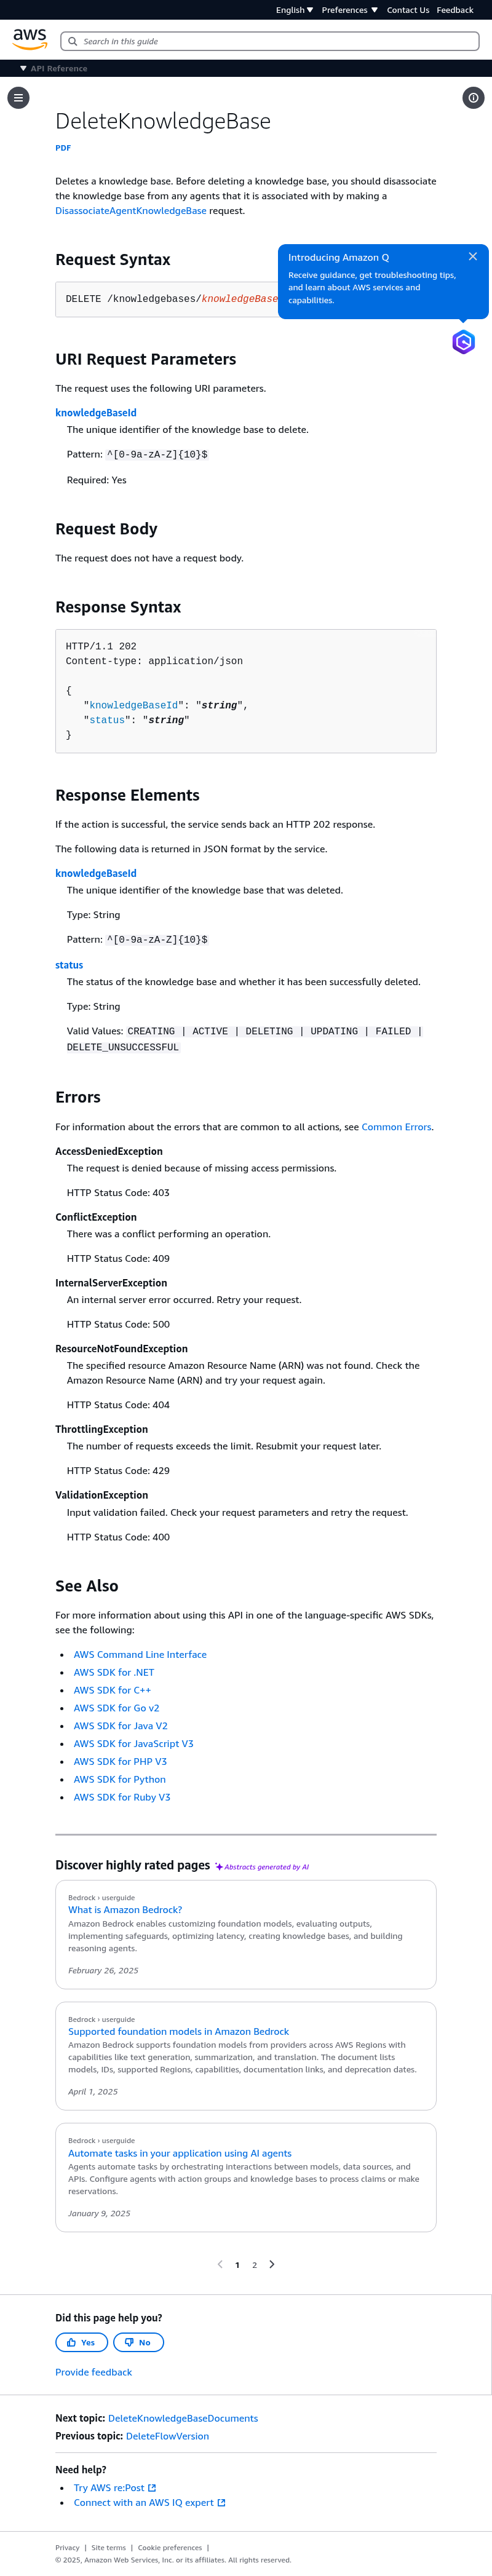 English Preferences Contact Us Feedback
aws
Search in this guide
API Reference
DeleteKnowledgeBase
PDF
Deletes a knowledge base. Before deleting a knowledge base, you should disassociate
the knowledge base from any agents that it is associated with by making a
DisassociateAgentKnowledgeBase request.
Request Syntax
DELETE /knowledgebases/knowledgeBase
Introducing Amazon Q
Receive guidance, get troubleshooting tips,
and learn about AWS services and
capabilities.
URI Request Parameters
The request uses the following URI parameters.
knowledgeBaseId
The unique identifier of the knowledge base to delete.
Pattern: ^[0-9a-zA-Z]{10}$
Required: Yes
Request Body
The request does not have a request body.
Response Syntax
HTTP/1.1 202
Content-type: application/json
{
"knowledgeBaseId": "string",
"status": "string"
}
Response Elements
If the action is successful, the service sends back an HTTP 202 response.
The following data is returned in JSON format by the service.
knowledgeBaseId
The unique identifier of the knowledge base that was deleted.
Type: String
Pattern: ^[0-9a-zA-Z]{10}$
status
The status of the knowledge base and whether it has been successfully deleted.
Type: String
Valid Values: CREATING | ACTIVE | DELETING | UPDATING | FAILED |
DELETE_UNSUCCESSFUL
Errors
For information about the errors that are common to all actions, see Common Errors.
AccessDeniedException
The request is denied because of missing access permissions.
HTTP Status Code: 403
ConflictException
There was a conflict performing an operation.
HTTP Status Code: 409
InternalServerException
An internal server error occurred. Retry your request.
HTTP Status Code: 500
ResourceNotFoundException
The specified resource Amazon Resource Name (ARN) was not found. Check the
Amazon Resource Name (ARN) and try your request again.
HTTP Status Code: 404
ThrottlingException
The number of requests exceeds the limit. Resubmit your request later.
HTTP Status Code: 429
ValidationException
Input validation failed. Check your request parameters and retry the request.
HTTP Status Code: 400
See Also
For more information about using this API in one of the language-specific AWS SDKs,
see the following:
• AWS Command Line Interface
• AWS SDK for .NET
• AWS SDK for C++
• AWS SDK for Go v2
• AWS SDK for Java V2
• AWS SDK for JavaScript V3
• AWS SDK for PHP V3
• AWS SDK for Python
• AWS SDK for Ruby V3
Discover highly rated pages Abstracts generated by AI
Bedrock › userguide
What is Amazon Bedrock?
Amazon Bedrock enables customizing foundation models, evaluating outputs,
implementing safeguards, optimizing latency, creating knowledge bases, and building
reasoning agents.
February 26, 2025
Bedrock › userguide
Supported foundation models in Amazon Bedrock
Amazon Bedrock supports foundation models from providers across AWS Regions with
capabilities like text generation, summarization, and translation. The document lists
models, IDs, supported Regions, capabilities, documentation links, and deprecation dates.
April 1, 2025
Bedrock › userguide
Automate tasks in your application using AI agents
Agents automate tasks by orchestrating interactions between models, data sources, and
APIs. Configure agents with action groups and knowledge bases to process claims or make
reservations.
January 9, 2025
1 2
Did this page help you?
Yes No
Provide feedback
Next topic: DeleteKnowledgeBaseDocuments
Previous topic: DeleteFlowVersion
Need help?
• Try AWS re:Post
• Connect with an AWS IQ expert
Privacy | Site terms | Cookie preferences |
© 2025, Amazon Web Services, Inc. or its affiliates. All rights reserved.